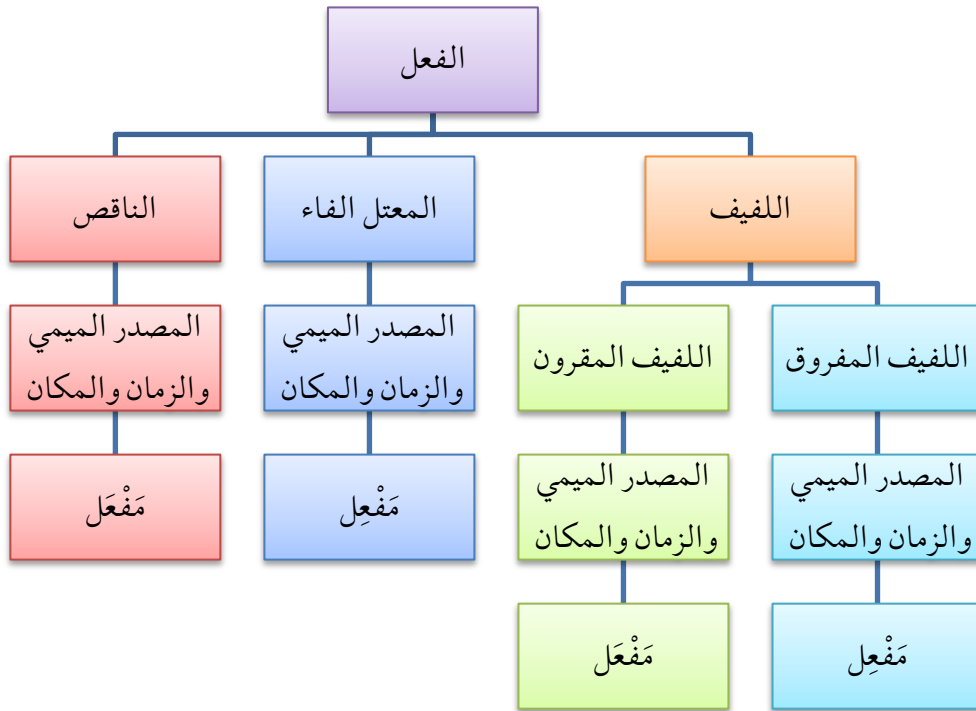 الفعل
اللفيف
المعتل الفاء
الناقص
اللفيف المفروق
اللفيف المقرون
المصدر الميمي
والزمان والمكان
المصدر الميمي
والزمان والمكان
المصدر الميمي
والزمان والمكان
المصدر الميمي
والزمان والمكان
مَفْعِل
مَفْعَل
مَفْعِل
مَفْعَل